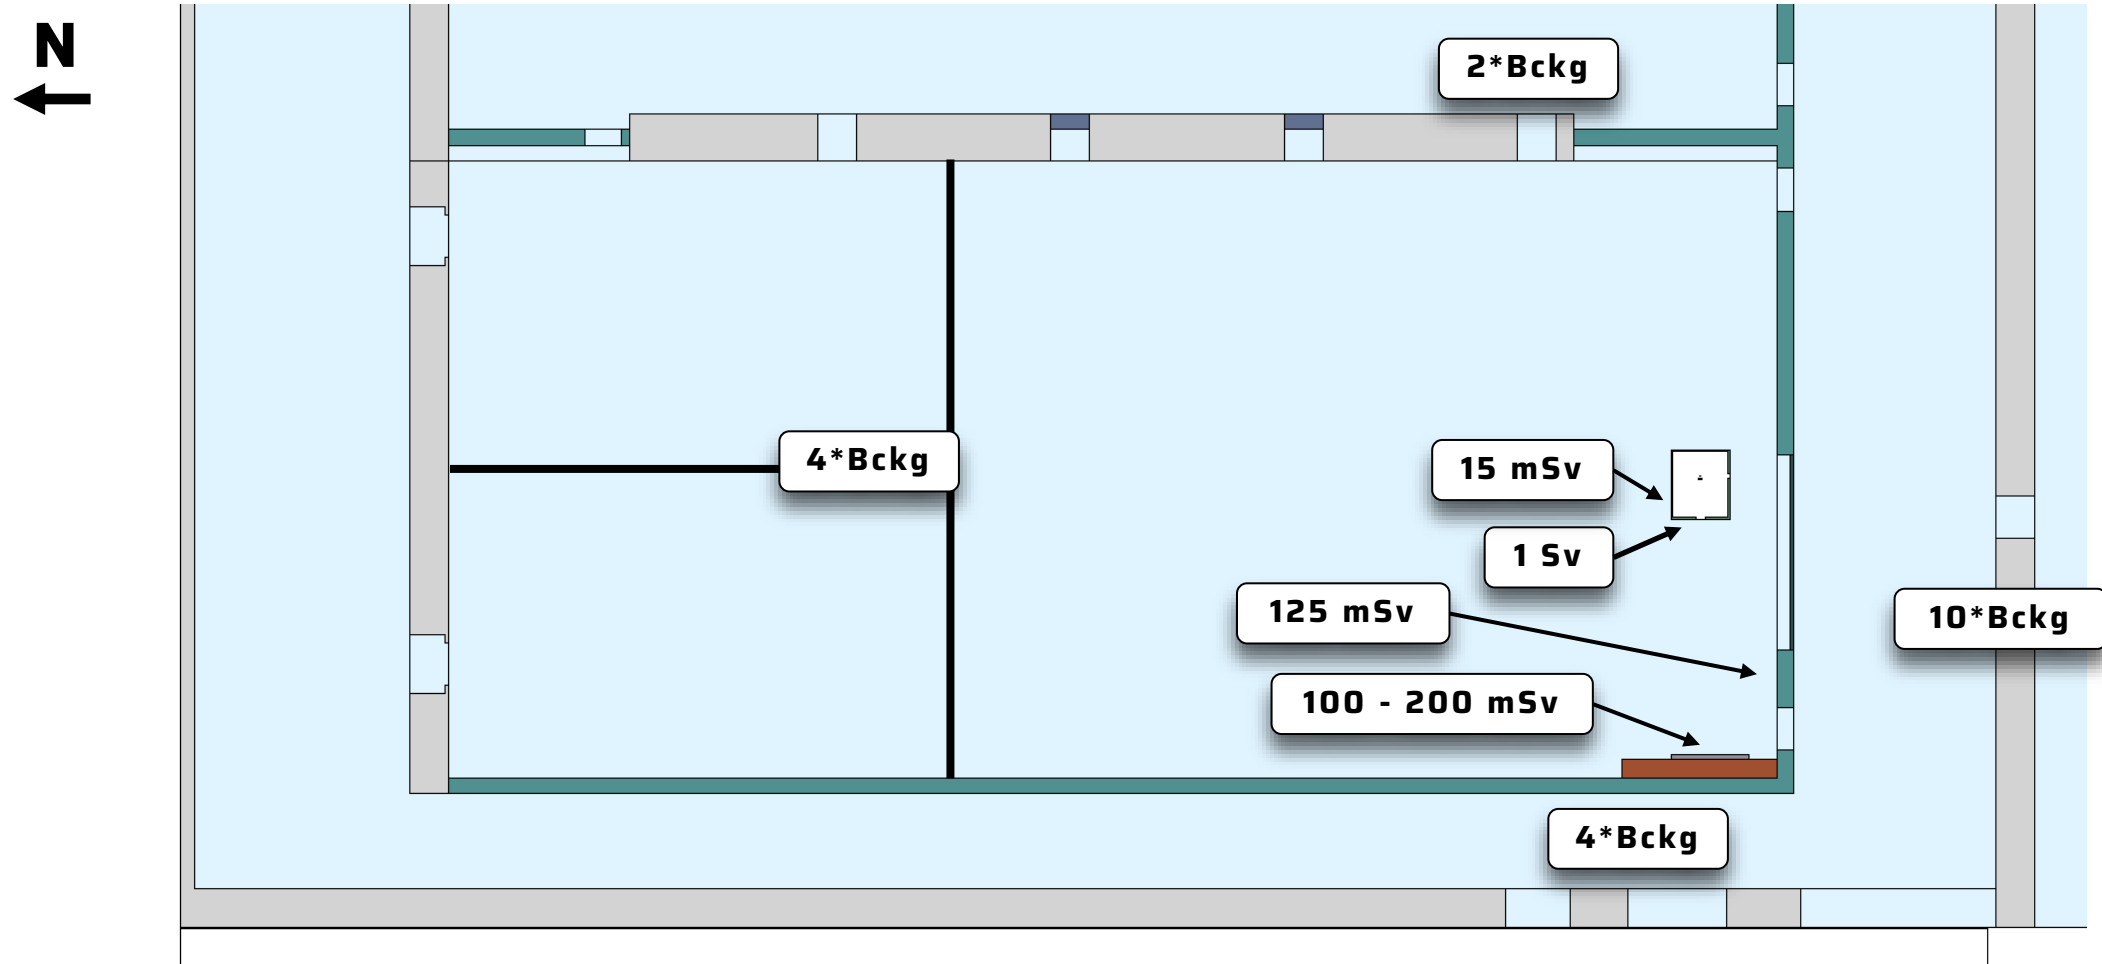 N
2*Bckg
4*Bckg
15 mSv
1 Sv
125 mSv
10*Bckg
100 - 200 mSv
4*Bckg